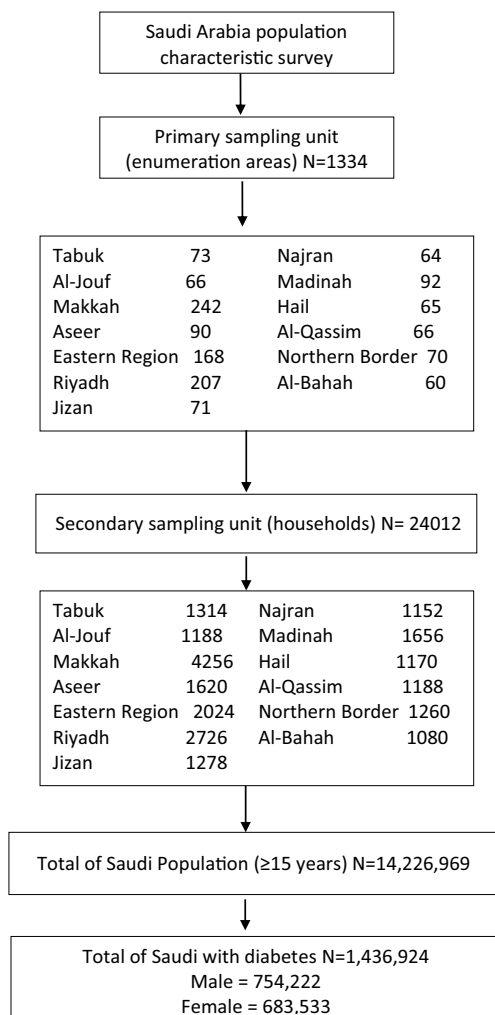 Saudi Arabia population
characteristic survey
Primary sampling unit
(enumeration areas) N=1334
Tabuk 73 Najran 64
Al-Jouf 66 Madinah 92
Makkah 242 Hail 65
Aseer 90 Al-Qassim 66
Eastern Region 168 Northern Border 70
Riyadh 207 Al-Bahah 60
Jizan 71
Secondary sampling unit (households) N= 24012
Tabuk 1314 Najran 1152
Al-Jouf 1188 Madinah 1656
Makkah 4256 Hail 1170
Aseer 1620 Al-Qassim 1188
Eastern Region 2024 Northern Border 1260
Riyadh 2726 Al-Bahah 1080
Jizan 1278
Total of Saudi Population (≥15 years) N=14,226,969
Total of Saudi with diabetes N=1,436,924
Male = 754,222
Female = 683,533